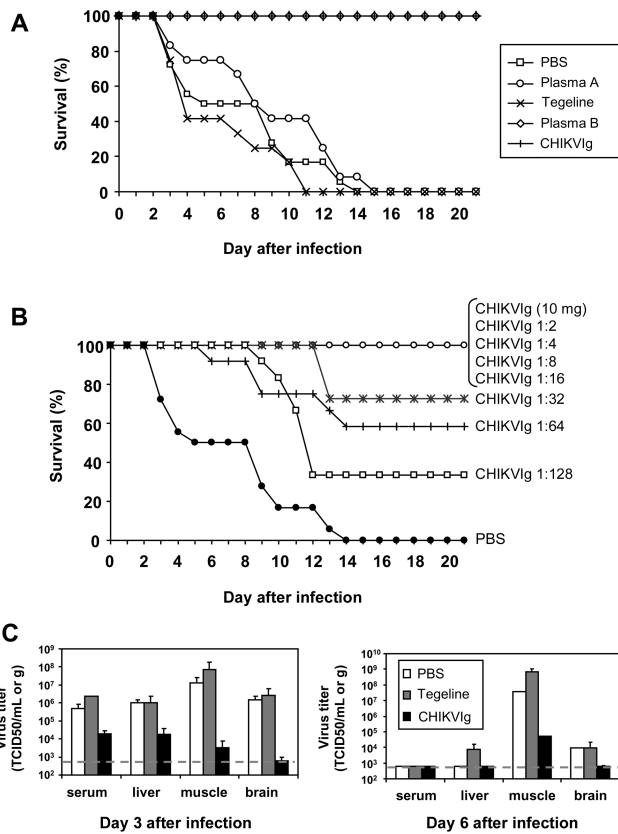 A
Survival (%)
100
80
60
40
20
0
0 2 4 6 8 10 12 14 16 18 20
Day after infection
PBS
Plasma A
Tegeline
Plasma B
CHIKVIg
B
Survival (%)
100
80
60
40
20
0
0 2 4 6 8 10 12 14 16 18 20
Day after infection
CHIKVIg (10 mg)
CHIKVIg 1:2
CHIKVIg 1:4
CHIKVIg 1:8
CHIKVIg 1:16
CHIKVIg 1:32
CHIKVIg 1:64
CHIKVIg 1:128
PBS
C
Virus titer
(TCID50/mL or g)
10⁹
10⁸
10⁷
10⁶
10⁵
10⁴
10³
10²
serum liver muscle brain
Day 3 after infection
Virus titer
(TCID50/mL or g)
10¹⁰
10⁹
10⁸
10⁷
10⁶
10⁵
10⁴
10³
10²
PBS
Tegeline
CHIKVIg
serum liver muscle brain
Day 6 after infection